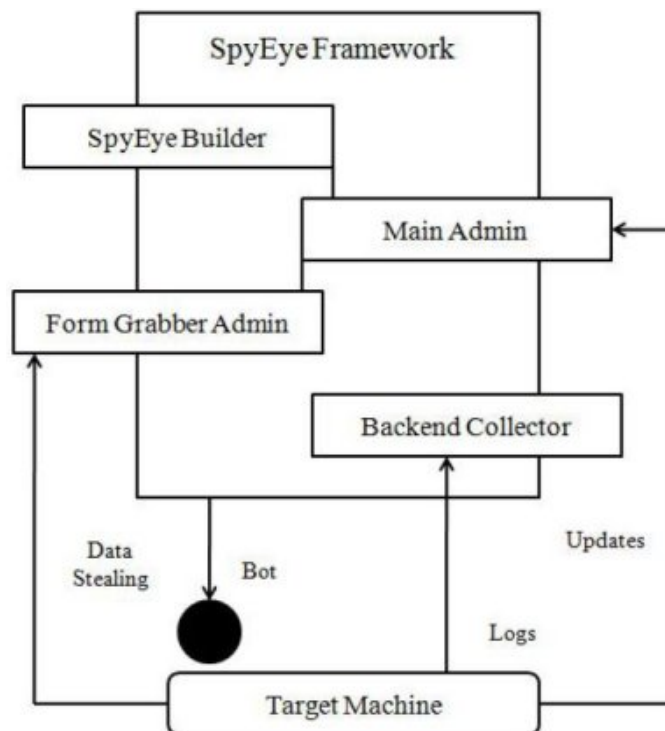 SpyEye Framework
SpyEye Builder
Main Admin
Form Grabber Admin
Backend Collector
Data
Stealing
Bot
Updates
Logs
Target Machine